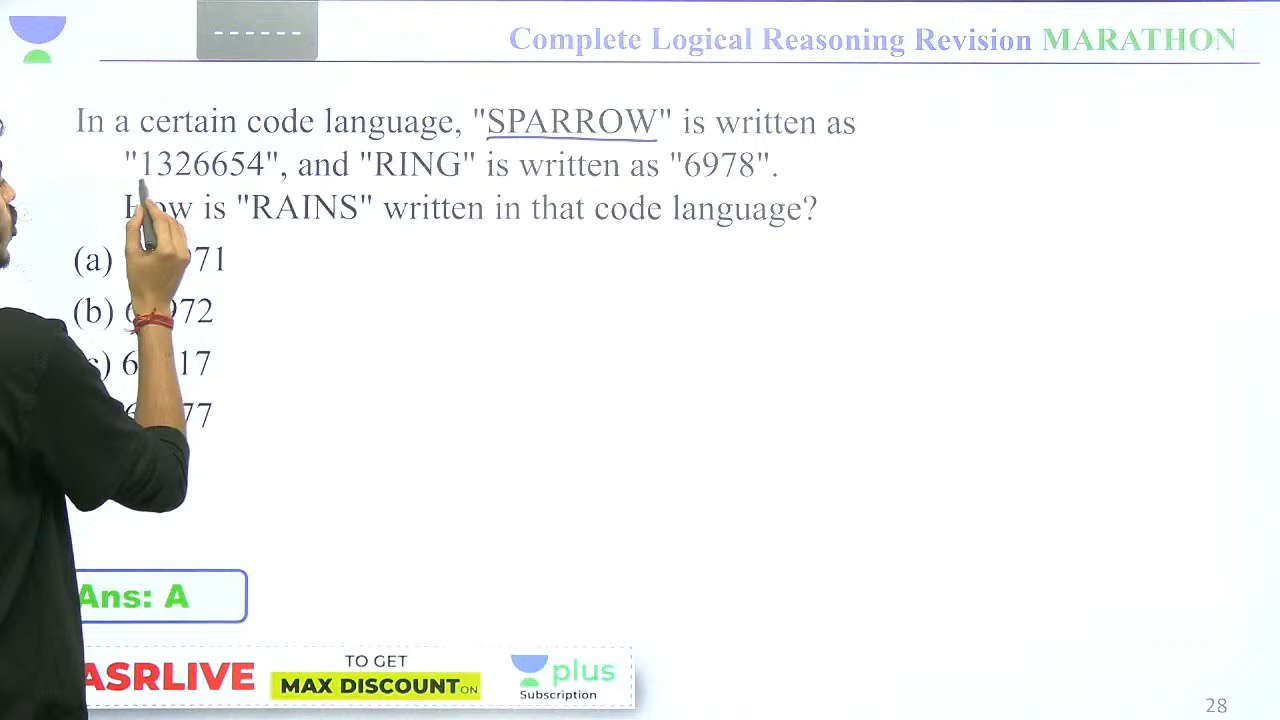 Complete Logical Reasoning Revision MARATHON
In a certain code language, "SPARROW" is written as
"1326654", and "RING" is written as "6978".
How is "RAINS" written in that code language?
(a) 71
(b) 6 972
c) 6 17
77
Ans: A
ASRLIVE
TO GET
MAX DISCOUNT ON
plus
Subscription
28